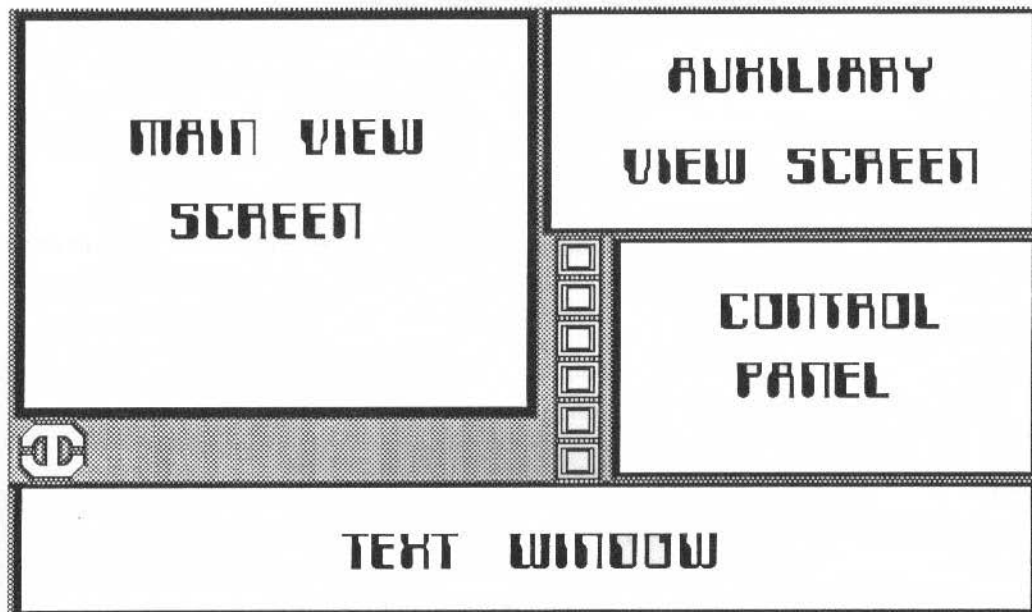 MAIN VIEW
SCREEN
AUXILIARY
VIEW SCREEN
CONTROL
PANEL
TEXT WINDOW